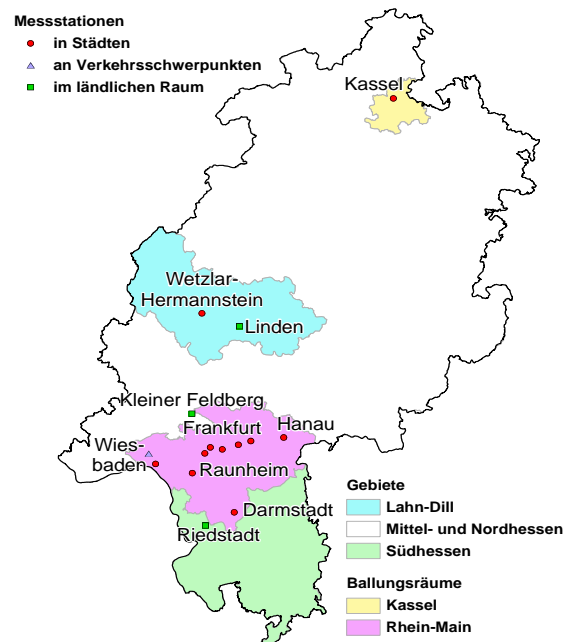 Messstationen
in Städten
an Verkehrsschwerpunkten
im ländlichen Raum
Kassel
Wetzlar-
Hermannstein
Linden
Kleiner Feldberg
Frankfurt
Hanau
Wies-
baden
Raunheim
Darmstadt
Riedstadt
Gebiete
Lahn-Dill
Mittel- und Nordhessen
Südhessen
Ballungsräume
Kassel
Rhein-Main